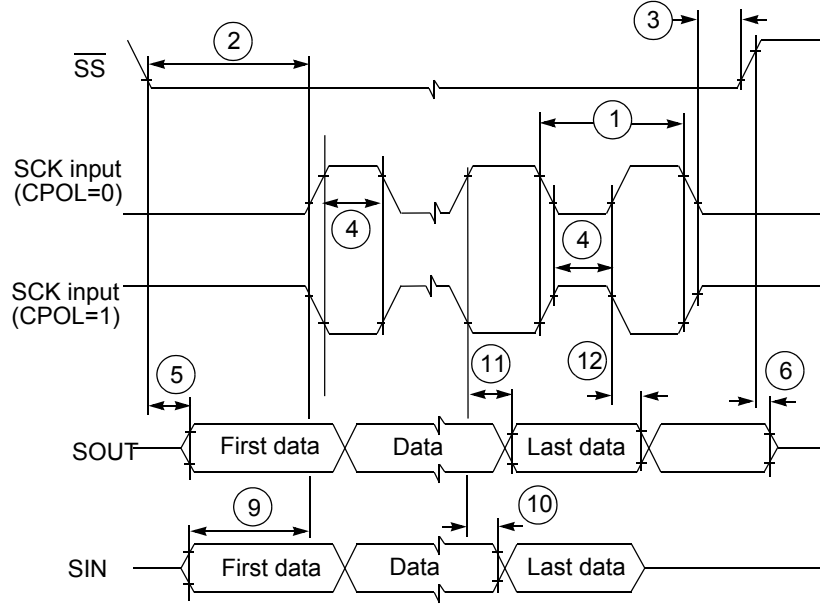 3
2
SS
1
SCK input
(CPOL=0)
4
4
SCK input
(CPOL=1)
11
12
5
6
SOUT
First data
Data
Last data
9
10
SIN
First data
Data
Last data